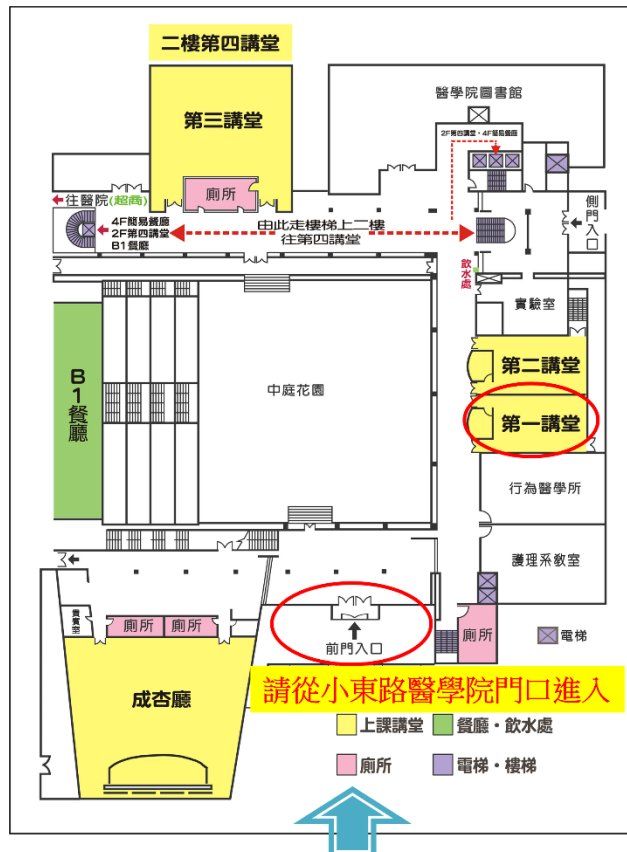 二樓第四講堂
第三講堂
醫學院圖書館
2F第四講堂・4F簡易餐廳
廁所
往醫院(超商)
4F簡易餐廳
2F第四講堂
B1餐廳
由此走樓梯上二樓
往第四講堂
側門入口
飲水處
實驗室
第二講堂
第一講堂
B1餐廳
中庭花園
行為醫學所
護理系教室
貴賓室
廁所
廁所
前門入口
廁所
電梯
成杏廳
請從小東路醫學院門口進入
上課講堂
餐廳・飲水處
廁所
電梯・樓梯